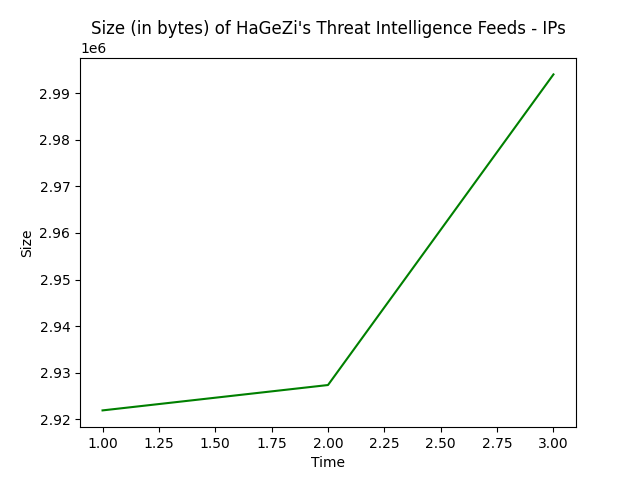 Size (in bytes) of HaGeZi's Threat Intelligence Feeds - IPs
1e6
2.99
2.98
2.97
2.96
2.95
2.94
2.93
2.92
Size
1.00 1.25 1.50 1.75 2.00 2.25 2.50 2.75 3.00
Time